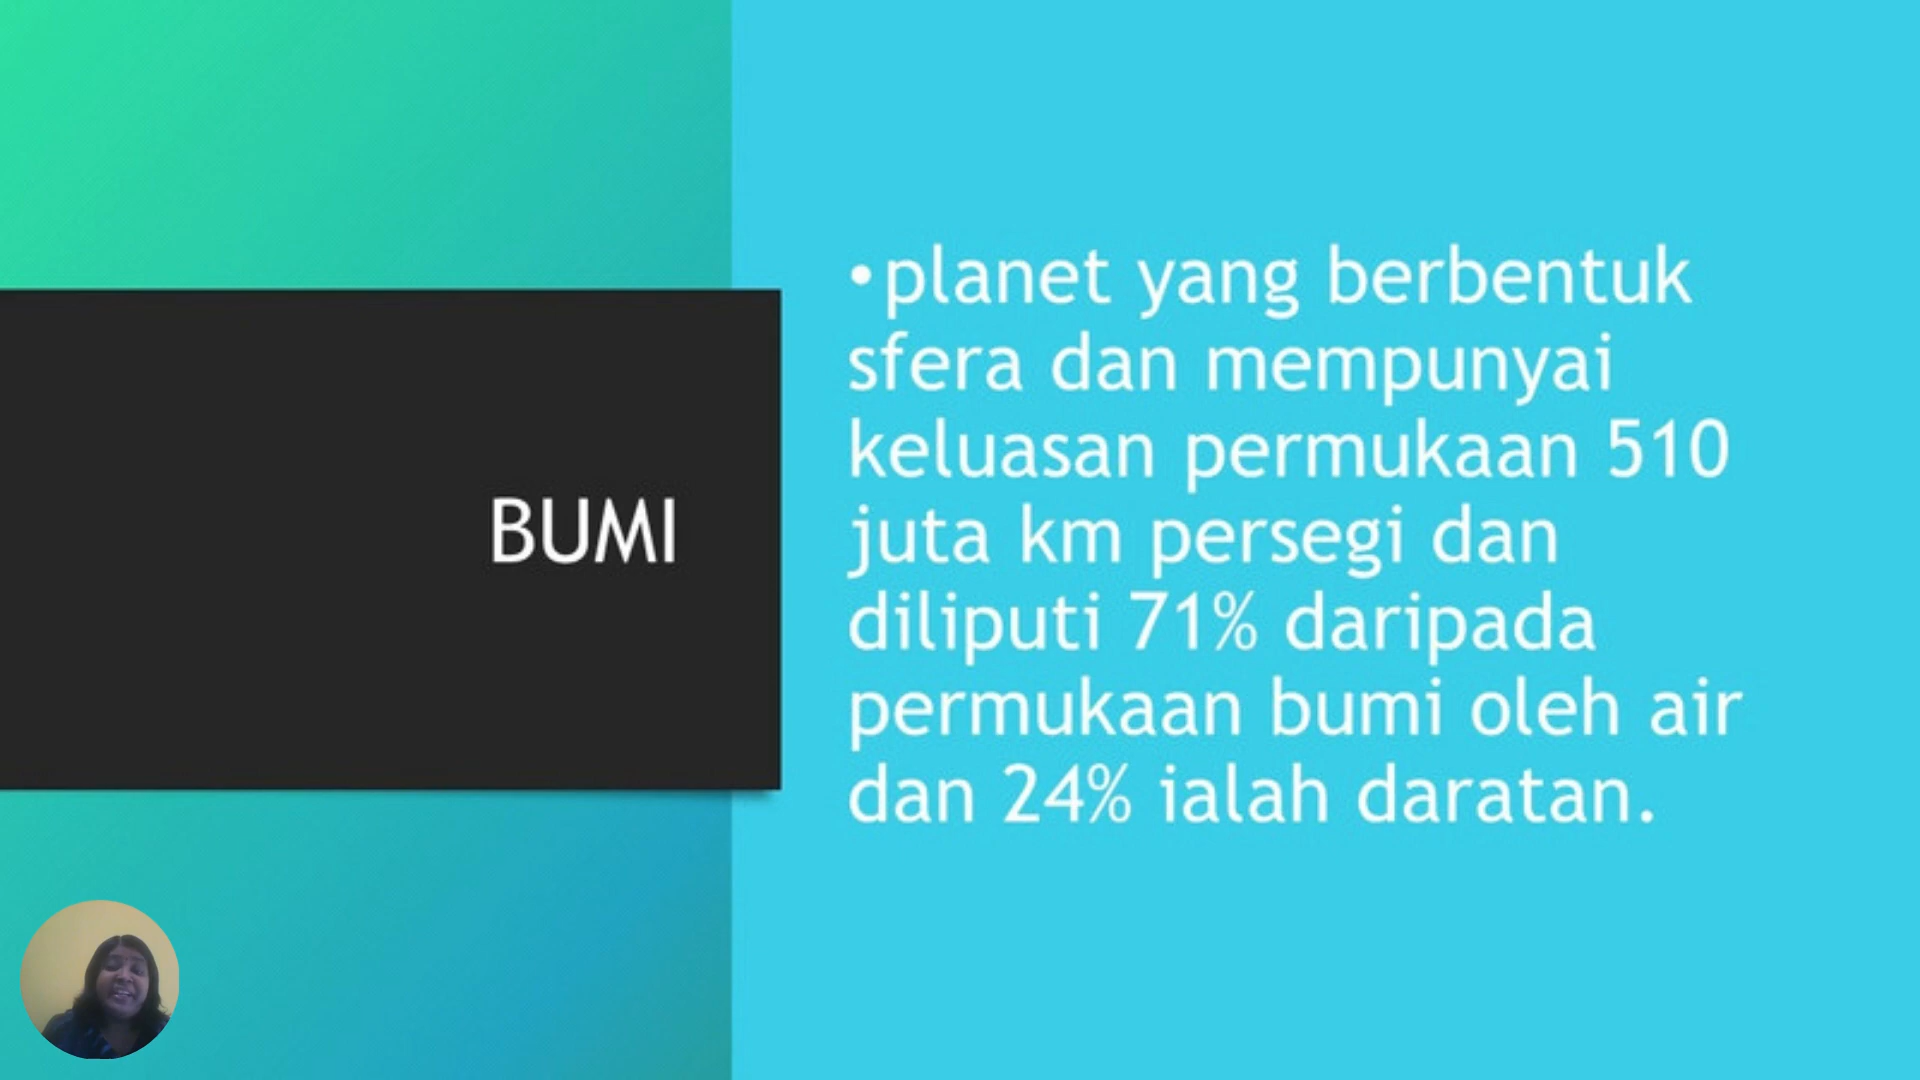 BUMI
•planet yang berbentuk
sfera dan mempunyai
keluasan permukaan 510
juta km persegi dan
diliputi 71% daripada
permukaan bumi oleh air
dan 24% ialah daratan.